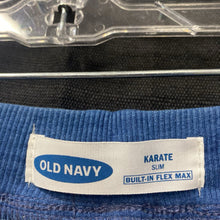 OLD NAVY
KARATE
SLIM
BUILT-IN FLEX MAX